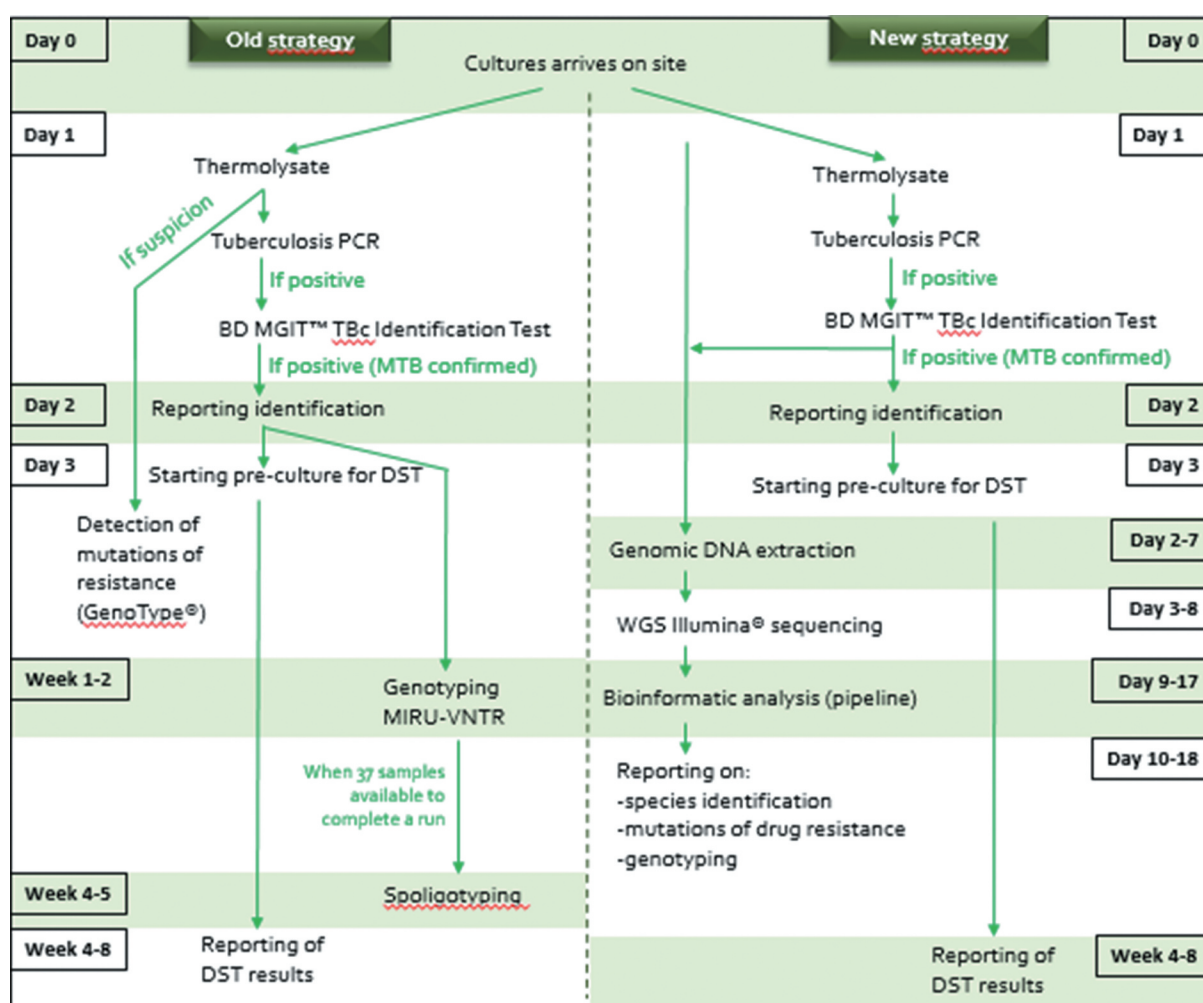 Day 0
Old strategy
New strategy
Day 0
Cultures arrives on site
Day 1
Day 1
Thermolysate
If suspicion
Tuberculosis PCR
If positive
BD MGIT™ TBc Identification Test
If positive (MTB confirmed)
Day 2
Reporting identification
Day 3
Starting pre-culture for DST
Detection of
mutations of
resistance
(GenoType®)
Week 1-2
Genotyping
MIRU-VNTR
When 37 samples
available to
complete a run
Week 4-5
Spoligotyping
Week 4-8
Reporting of
DST results
Thermolysate
Tuberculosis PCR
If positive
BD MGIT™ TBc Identification Test
If positive (MTB confirmed)
Reporting identification
Day 2
Day 3
Starting pre-culture for DST
Genomic DNA extraction
Day 2-7
WGS Illumina® sequencing
Day 3-8
Bioinformatic analysis (pipeline)
Day 9-17
Day 10-18
Reporting on:
-species identification
-mutations of drug resistance
-genotyping
Reporting of
DST results
Week 4-8